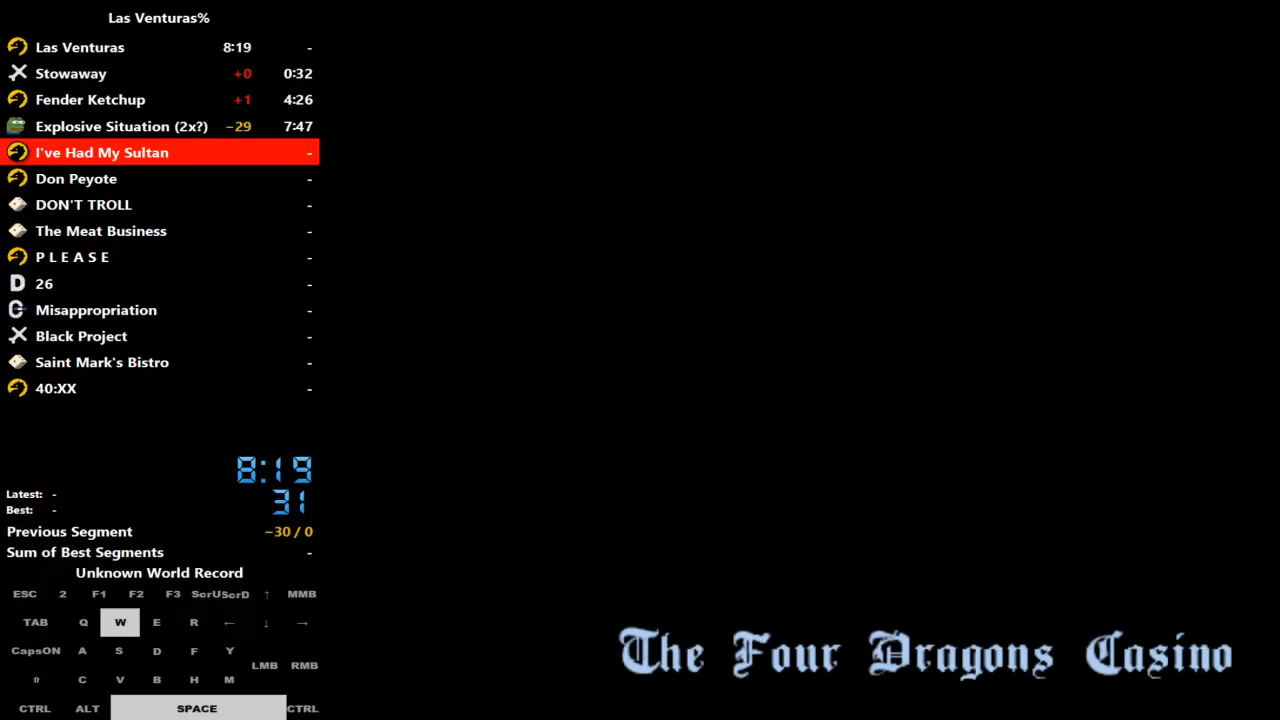 Las Venturas%
Las Venturas 8:19 -
Stowaway +0 0:32
Fender Ketchup +1 4:26
Explosive Situation (2x?) −29 7:47
I've Had My Sultan -
Don Peyote -
DON'T TROLL -
The Meat Business -
P L E A S E -
D 26 -
C Misappropriation -
Black Project -
Saint Mark's Bistro -
40:XX -
8:19
31
Latest: -
Best: -
Previous Segment −30 / 0
Sum of Best Segments -
Unknown World Record
ESC 2 F1 F2 F3 ScrU ScrD ↑ MMB
TAB Q W E R ← ↓ →
CapsON A S D F Y
LMB RMB
⇧ C V B H M
CTRL ALT SPACE CTRL
The Four Dragons Casino